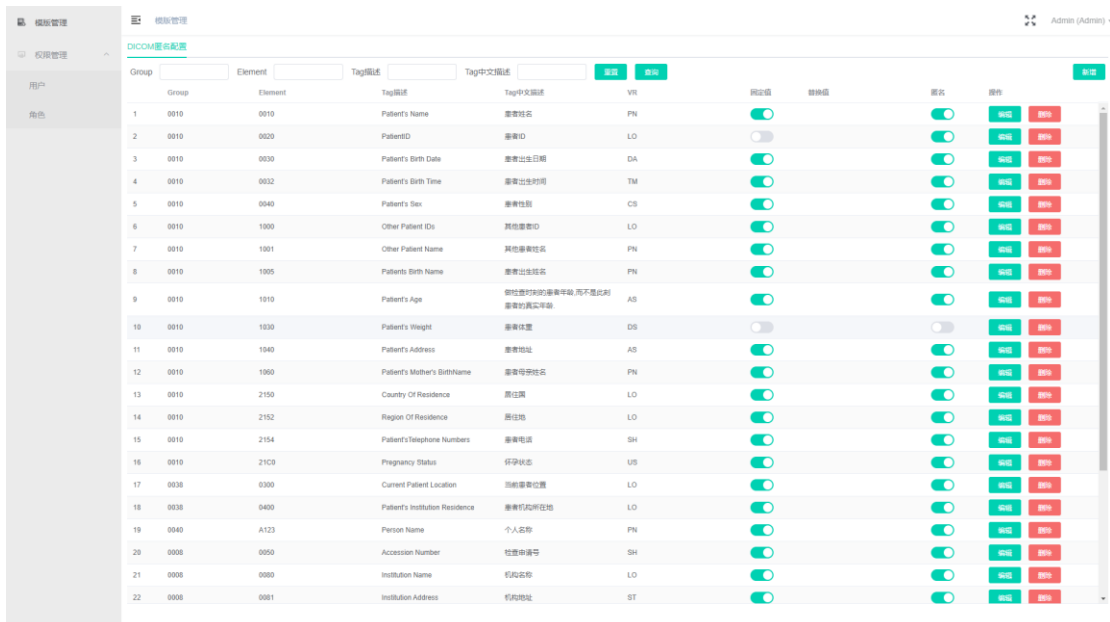 模版管理
模版管理
Admin (Admin)
权限管理
用户
角色
DICOM匿名配置
Group Element Tag描述 Tag中文描述 重置 查询 新增
Group Element Tag描述 Tag中文描述 VR 固定值 替换值 匿名 操作
1 0010 0010 Patient's Name 患者姓名 PN 编辑 删除
2 0010 0020 PatientID 患者ID LO 编辑 删除
3 0010 0030 Patient's Birth Date 患者出生日期 DA 编辑 删除
4 0010 0032 Patient's Birth Time 患者出生时间 TM 编辑 删除
5 0010 0040 Patient's Sex 患者性别 CS 编辑 删除
6 0010 1000 Other Patient IDs 其他患者ID LO 编辑 删除
7 0010 1001 Other Patient Name 其他患者姓名 PN 编辑 删除
8 0010 1005 Patients Birth Name 患者出生姓名 PN 编辑 删除
9 0010 1010 Patient's Age 做检查时刻的患者年龄,而不是此刻
患者的真实年龄. AS 编辑 删除
10 0010 1030 Patient's Weight 患者体重 DS 编辑 删除
11 0010 1040 Patient's Address 患者地址 AS 编辑 删除
12 0010 1060 Patient's Mother's BirthName 患者母亲姓名 PN 编辑 删除
13 0010 2150 Country Of Residence 居住国 LO 编辑 删除
14 0010 2152 Region Of Residence 居住地 LO 编辑 删除
15 0010 2154 Patient'sTelephone Numbers 患者电话 SH 编辑 删除
16 0010 21C0 Pregnancy Status 怀孕状态 US 编辑 删除
17 0038 0300 Current Patient Location 当前患者位置 LO 编辑 删除
18 0038 0400 Patient's Institution Residence 患者机构所在地 LO 编辑 删除
19 0040 A123 Person Name 个人名称 PN 编辑 删除
20 0008 0050 Accession Number 检查申请号 SH 编辑 删除
21 0008 0080 Institution Name 机构名称 LO 编辑 删除
22 0008 0081 Institution Address 机构地址 ST 编辑 删除